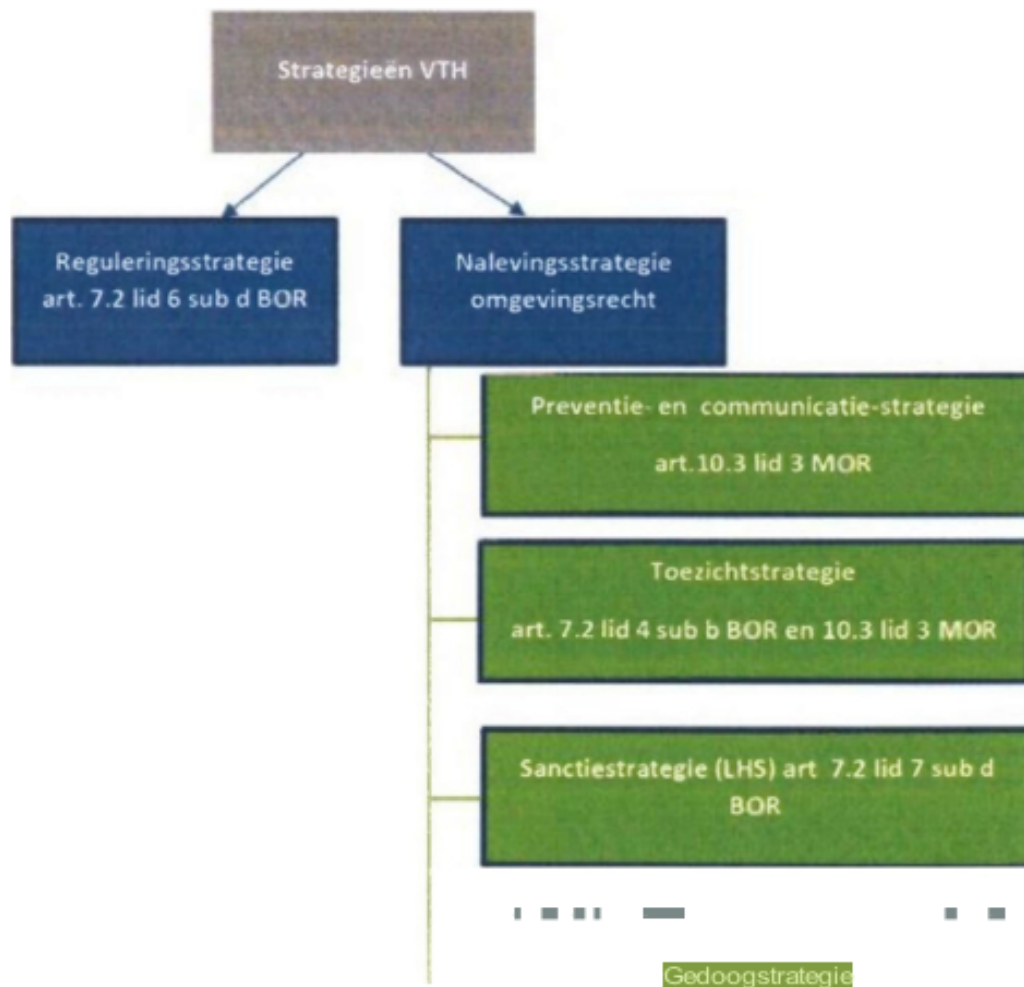 Strategieën VTH
Reguleringsstrategie
art. 7.2 lid 6 sub d BOR
Nalevingsstrategie
omgevingsrecht
Preventie- en communicatie-strategie
art.10.3 lid 3 MOR
Toezichtstrategie
art. 7.2 lid 4 sub b BOR en 10.3 lid 3 MOR
Sanctiestrategie (LHS) art 7.2 lid 7 sub d
BOR
Gedoogstrategie